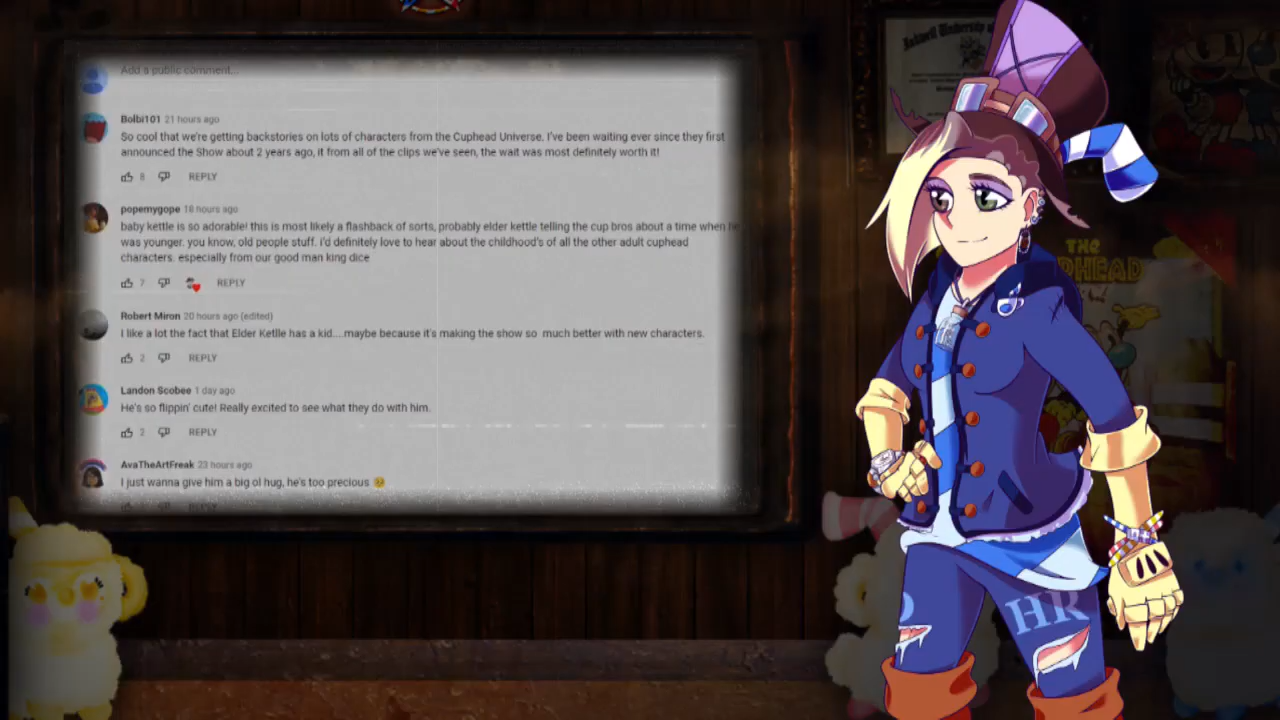 Add a public comment...
Bolbi101 21 hours ago
So cool that we're getting backstories on lots of characters from the Cuphead Universe. I've been waiting ever since they first
announced the Show about 2 years ago, it from all of the clips we've seen, the wait was most definitely worth it!
8 REPLY
popemygope 18 hours ago
baby kettle is so adorable! this is most likely a flashback of sorts, probably elder kettle telling the cup bros about a time when he
was younger. you know, old people stuff. i'd definitely love to hear about the childhood's of all the other adult cuphead
characters. especially from our good man king dice
7 REPLY
Robert Miron 20 hours ago (edited)
I like a lot the fact that Elder Ketlle has a kid....maybe because it's making the show so much better with new characters.
2 REPLY
Landon Scobee 1 day ago
He's so flippin' cute! Really excited to see what they do with him.
2 REPLY
AvaTheArtFreak 23 hours ago
I just wanna give him a big ol hug, he's too precious 🥺
REPLY
University
THE
HR